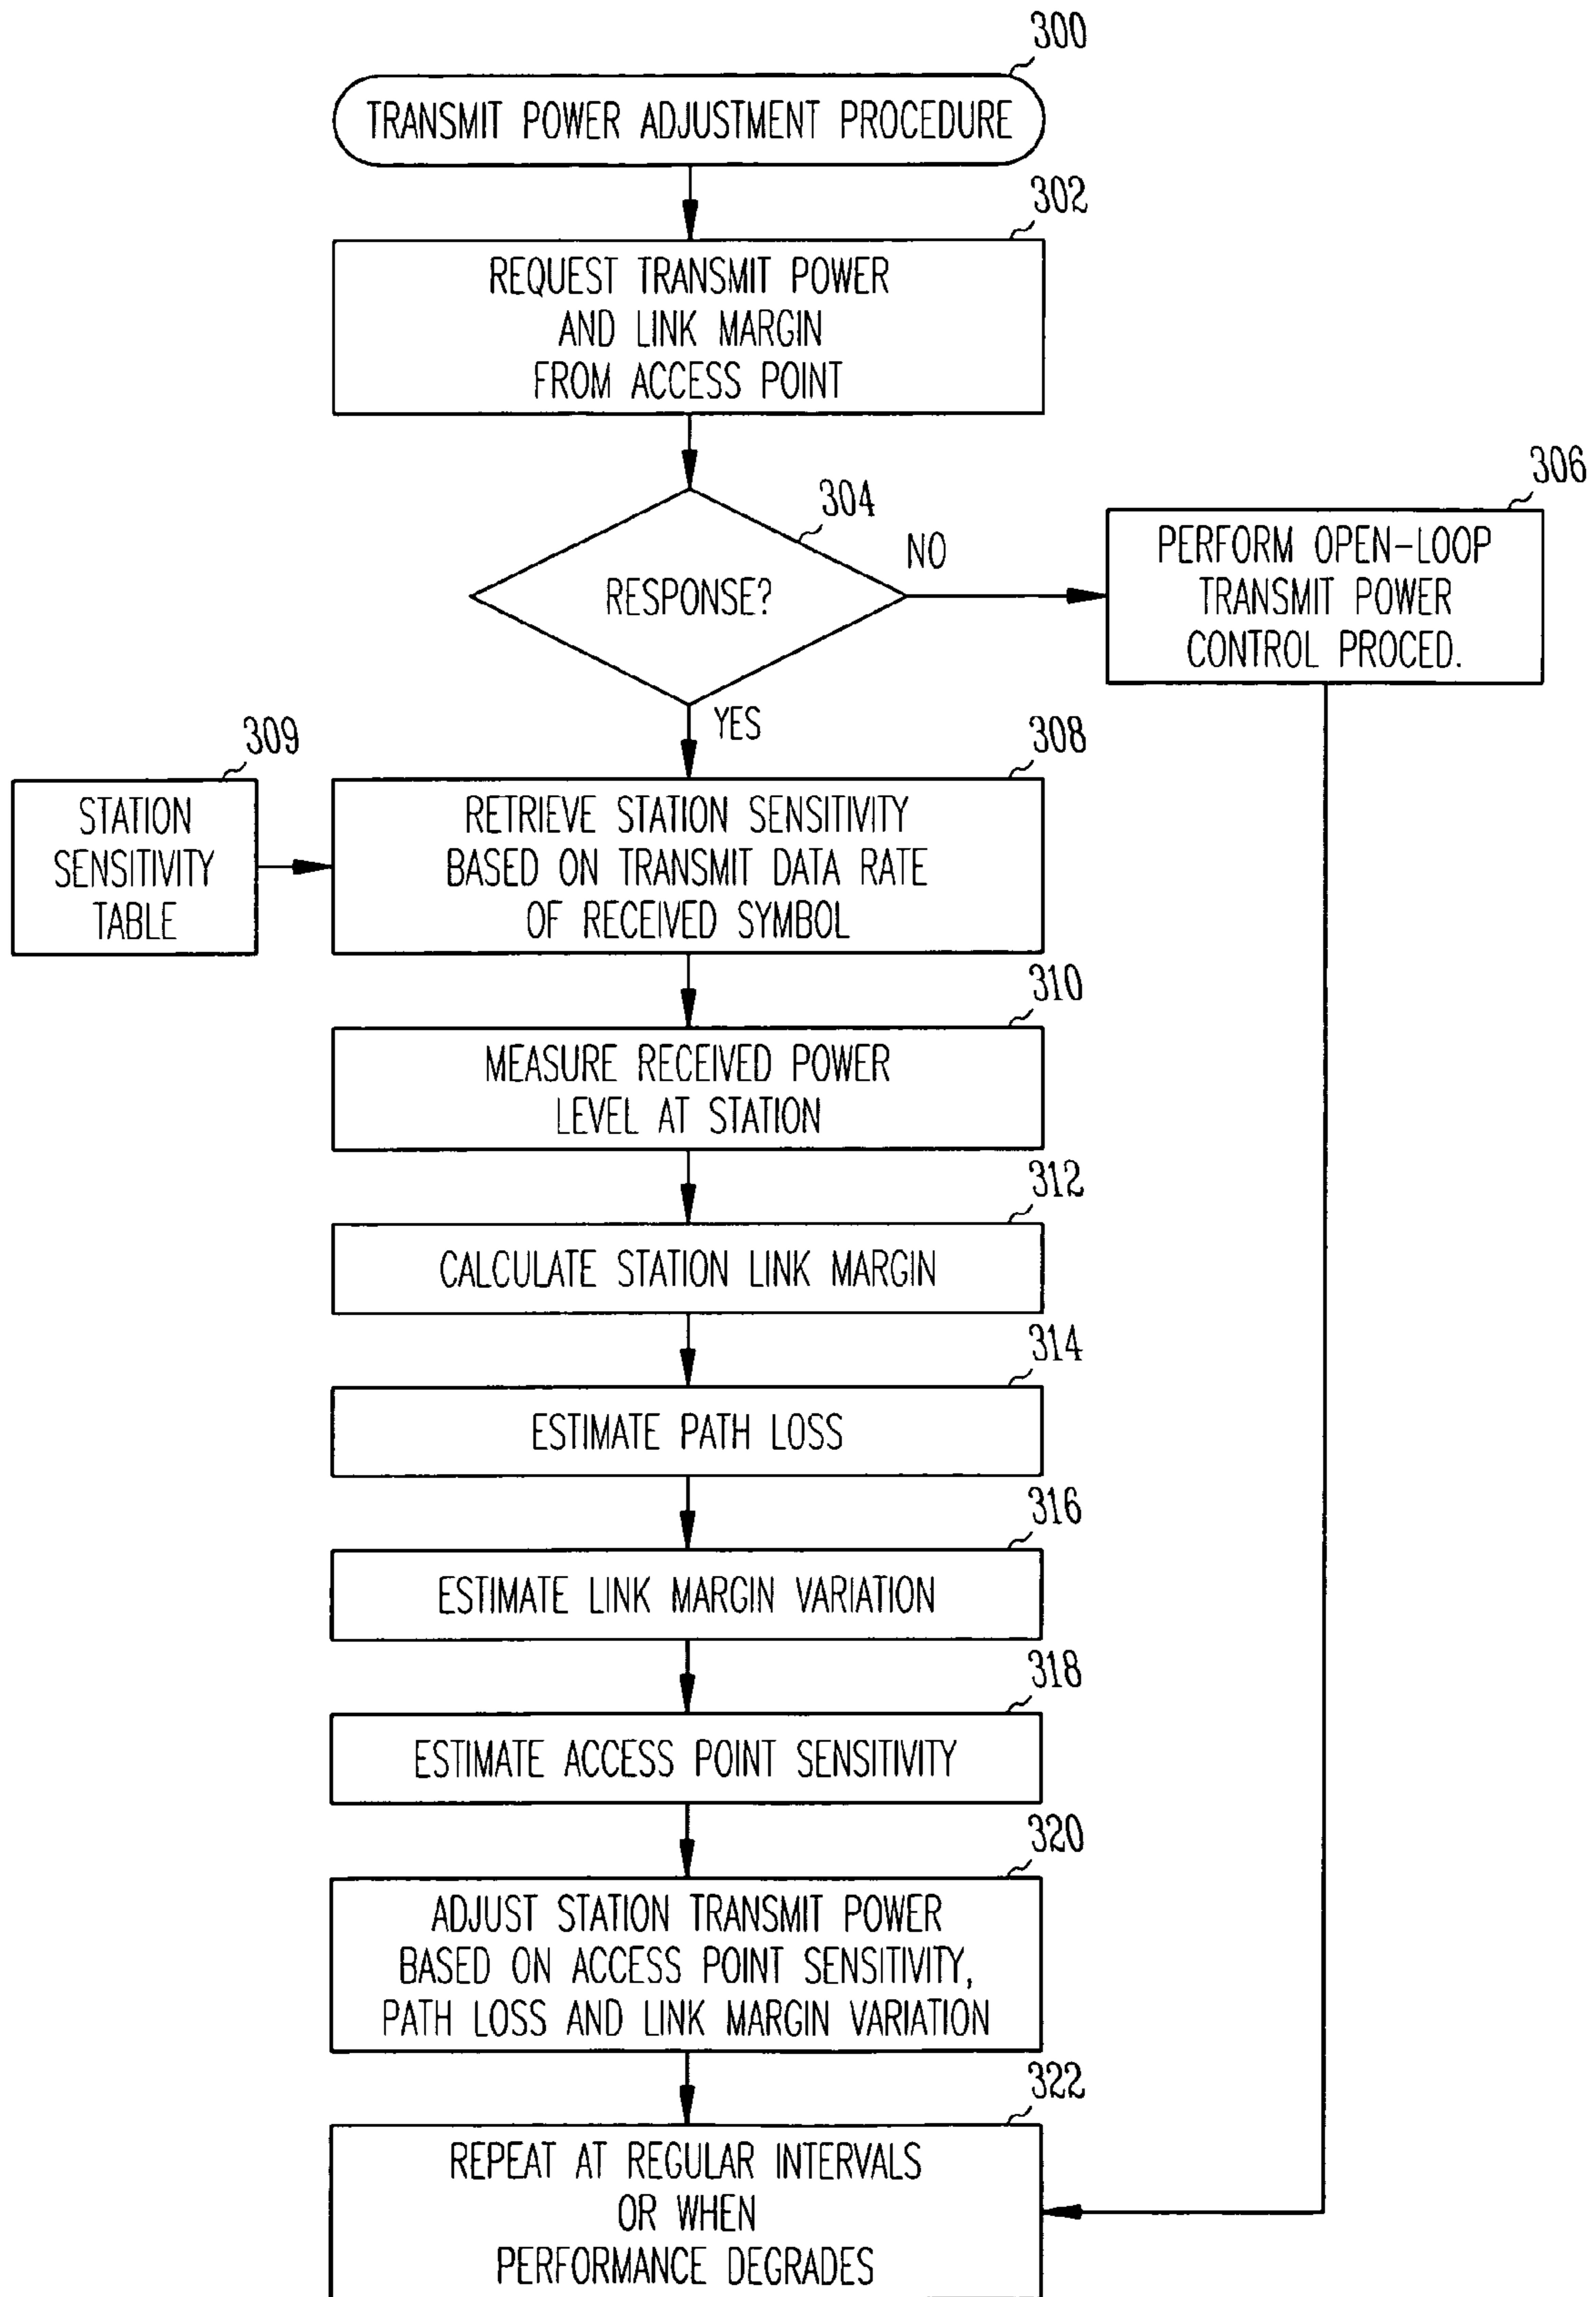 300
TRANSMIT POWER ADJUSTMENT PROCEDURE
302
REQUEST TRANSMIT POWER
AND LINK MARGIN
FROM ACCESS POINT
304
RESPONSE?
NO
306
PERFORM OPEN-LOOP
TRANSMIT POWER
CONTROL PROCED.
YES
309
STATION
SENSITIVITY
TABLE
308
RETRIEVE STATION SENSITIVITY
BASED ON TRANSMIT DATA RATE
OF RECEIVED SYMBOL
310
MEASURE RECEIVED POWER
LEVEL AT STATION
312
CALCULATE STATION LINK MARGIN
314
ESTIMATE PATH LOSS
316
ESTIMATE LINK MARGIN VARIATION
318
ESTIMATE ACCESS POINT SENSITIVITY
320
ADJUST STATION TRANSMIT POWER
BASED ON ACCESS POINT SENSITIVITY,
PATH LOSS AND LINK MARGIN VARIATION
322
REPEAT AT REGULAR INTERVALS
OR WHEN
PERFORMANCE DEGRADES